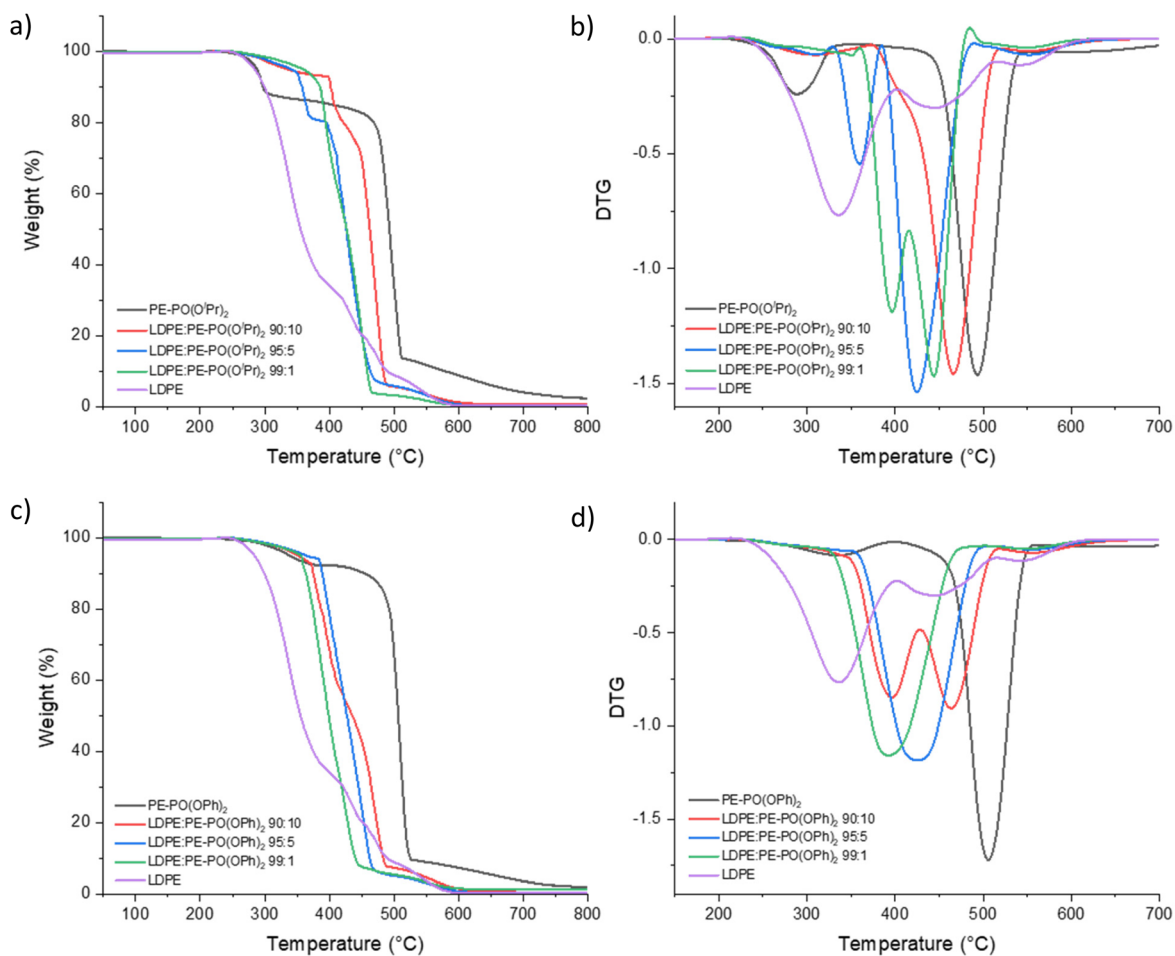 a)
100
80
60
40
20
0
Weight (%)
PE-PO(OⁱPr)₂
LDPE:PE-PO(OⁱPr)₂ 90:10
LDPE:PE-PO(OⁱPr)₂ 95:5
LDPE:PE-PO(OⁱPr)₂ 99:1
LDPE
100 200 300 400 500 600 700 800
Temperature (°C)
b)
0.0
-0.5
-1.0
-1.5
DTG
PE-PO(OⁱPr)₂
LDPE:PE-PO(OⁱPr)₂ 90:10
LDPE:PE-PO(OⁱPr)₂ 95:5
LDPE:PE-PO(OⁱPr)₂ 99:1
LDPE
200 300 400 500 600 700
Temperature (°C)
c)
100
80
60
40
20
0
Weight (%)
PE-PO(OPh)₂
LDPE:PE-PO(OPh)₂ 90:10
LDPE:PE-PO(OPh)₂ 95:5
LDPE:PE-PO(OPh)₂ 99:1
LDPE
100 200 300 400 500 600 700 800
Temperature (°C)
d)
0.0
-0.5
-1.0
-1.5
DTG
PE-PO(OPh)₂
LDPE:PE-PO(OPh)₂ 90:10
LDPE:PE-PO(OPh)₂ 95:5
LDPE:PE-PO(OPh)₂ 99:1
LDPE
200 300 400 500 600 700
Temperature (°C)